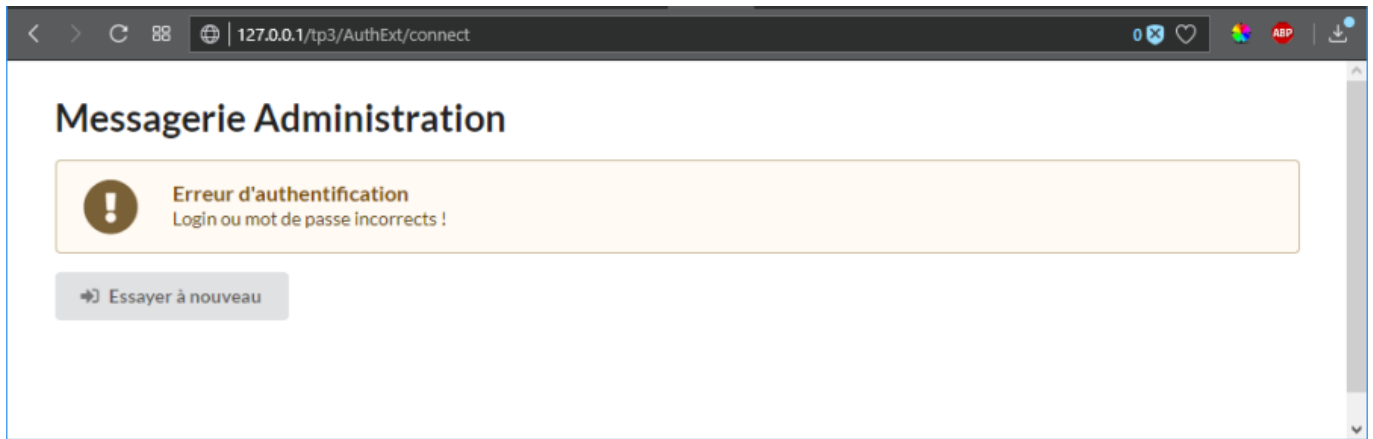 127.0.0.1/tp3/AuthExt/connect
0
ABP
Messagerie Administration
Erreur d'authentification
Login ou mot de passe incorrects !
Essayer à nouveau